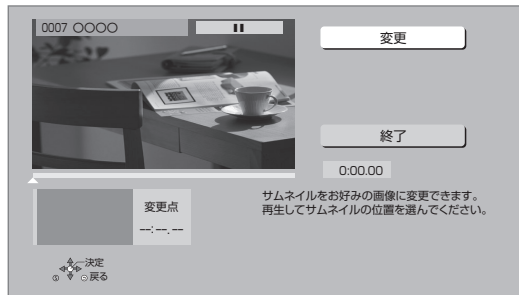 0007 〇〇〇〇
変更
終了
0:00.00
変更点
--:--.--
サムネイルをお好みの画像に変更できます。
再生してサムネイルの位置を選んでください。
決定
戻る